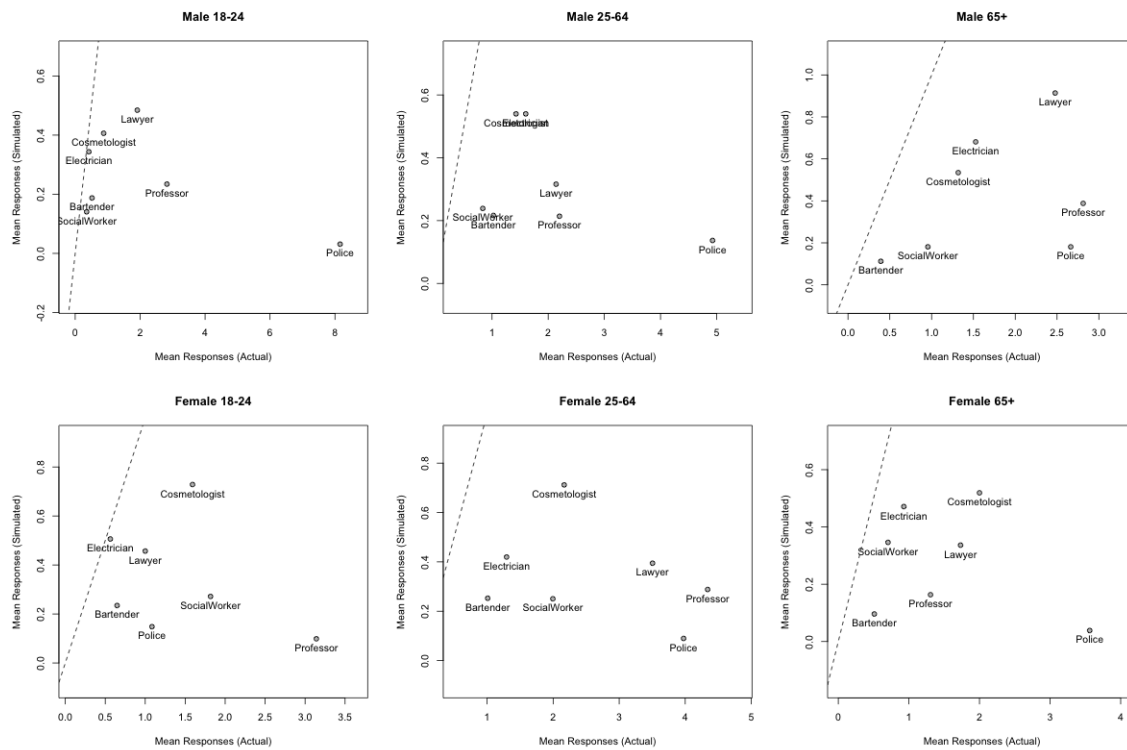 Male 18-24
Mean Responses (Simulated)
0.6
0.4
0.2
0.0
-0.2
Lawyer
Cosmetologist
Electrician
Professor
Bartender
SocialWorker
Police
0 2 4 6 8
Mean Responses (Actual)
Male 25-64
Mean Responses (Simulated)
0.6
0.4
0.2
0.0
Cosmetologist
Electrician
Lawyer
SocialWorker
Bartender
Professor
Police
1 2 3 4 5
Mean Responses (Actual)
Male 65+
Mean Responses (Simulated)
1.0
0.8
0.6
0.4
0.2
0.0
Lawyer
Electrician
Cosmetologist
Professor
SocialWorker
Police
Bartender
0.0 0.5 1.0 1.5 2.0 2.5 3.0
Mean Responses (Actual)
Female 18-24
Mean Responses (Simulated)
0.8
0.6
0.4
0.2
0.0
Cosmetologist
Electrician
Lawyer
SocialWorker
Bartender
Police
Professor
0.0 0.5 1.0 1.5 2.0 2.5 3.0 3.5
Mean Responses (Actual)
Female 25-64
Mean Responses (Simulated)
0.8
0.6
0.4
0.2
0.0
Cosmetologist
Electrician
Lawyer
Professor
Bartender
SocialWorker
Police
1 2 3 4 5
Mean Responses (Actual)
Female 65+
Mean Responses (Simulated)
0.6
0.4
0.2
0.0
Cosmetologist
Electrician
SocialWorker
Lawyer
Professor
Bartender
Police
0 1 2 3 4
Mean Responses (Actual)